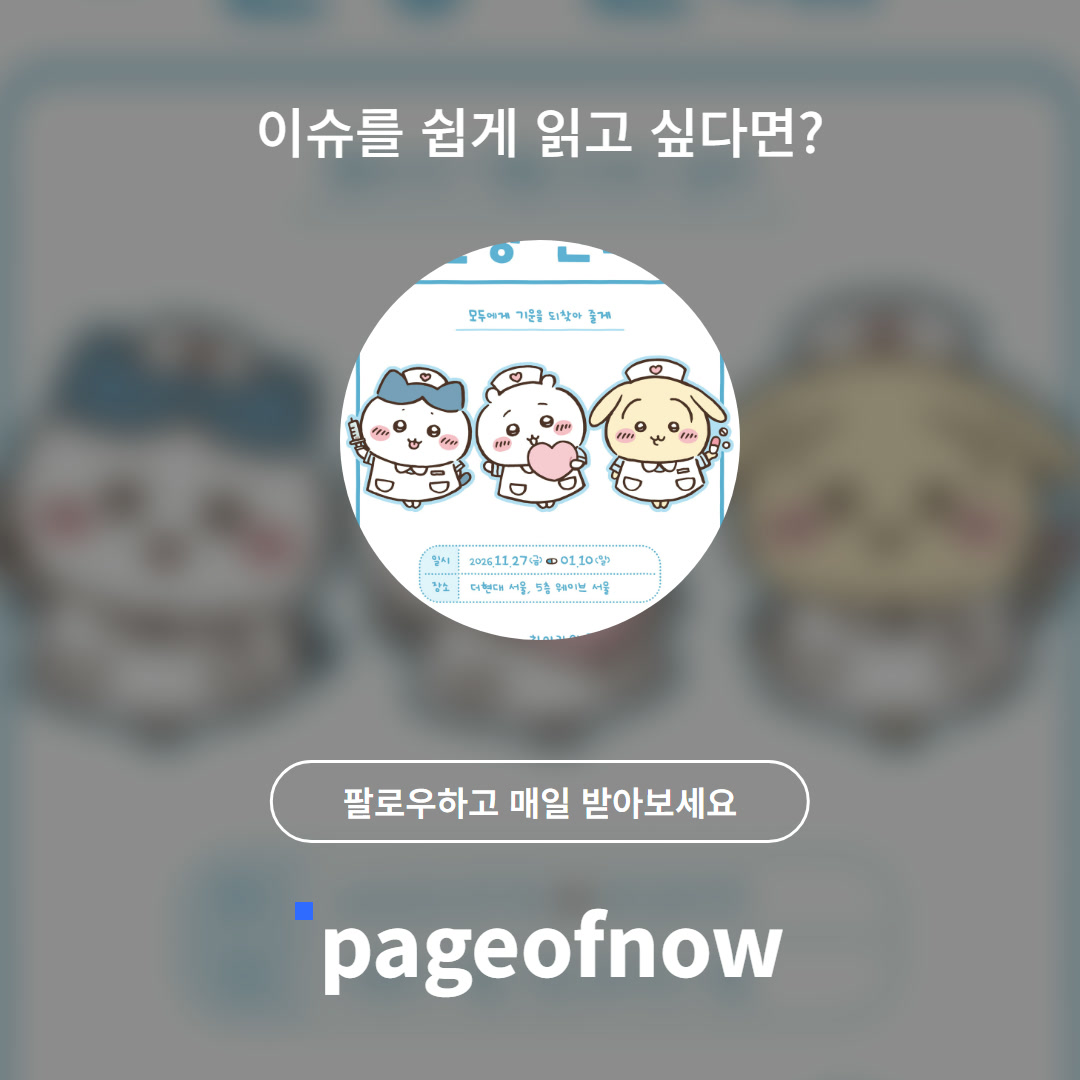 이슈를 쉽게 읽고 싶다면?
모두에게 기운을 되찾아 줄게
일시 2026.11.27(금) 01.10(일)
장소 더현대 서울, 5층 웨이브 서울
팔로우하고 매일 받아보세요
pageofnow